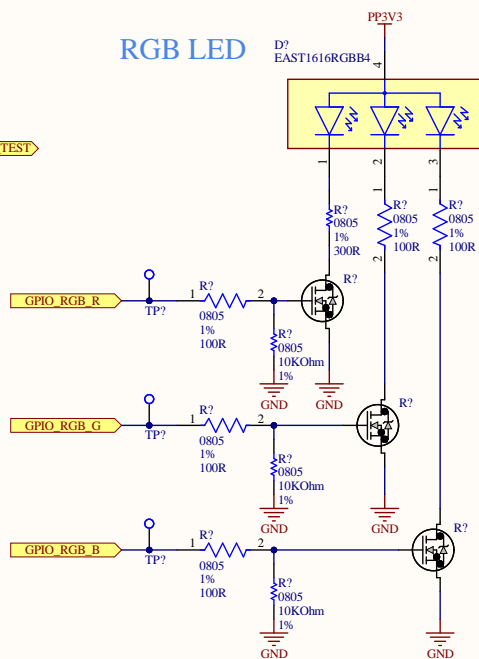 PP3V3
RGB LED
D?
EAST1616RGBB4
4
TEST
1
2
3
R?
0805
1%
300R
1
R?
0805
1%
100R
2
1
R?
0805
1%
100R
2
GPIO_RGB_R
TP?
1
R?
2
0805
1%
100R
R?
R?
0805
10KOhm
1%
GND
GND
GPIO_RGB_G
TP?
1
R?
2
0805
1%
100R
R?
R?
0805
10KOhm
1%
GND
GND
GPIO_RGB_B
TP?
1
R?
2
0805
1%
100R
R?
R?
0805
10KOhm
1%
GND
GND